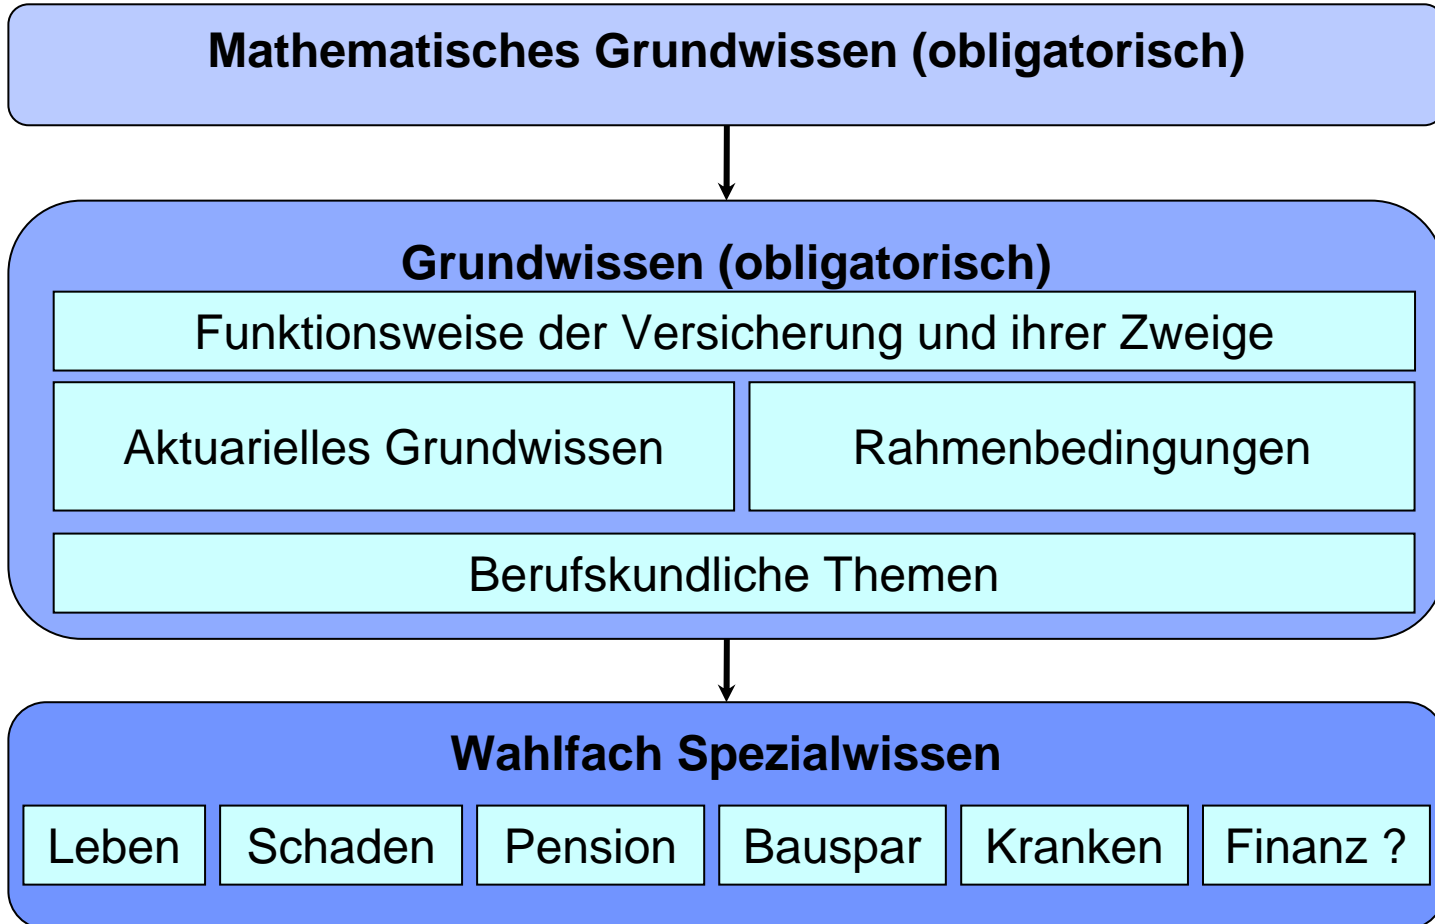 Mathematisches Grundwissen (obligatorisch)
Grundwissen (obligatorisch)
Funktionsweise der Versicherung und ihrer Zweige
Aktuarielles Grundwissen
Rahmenbedingungen
Berufskundliche Themen
Wahlfach Spezialwissen
Leben
Schaden
Pension
Bauspar
Kranken
Finanz ?